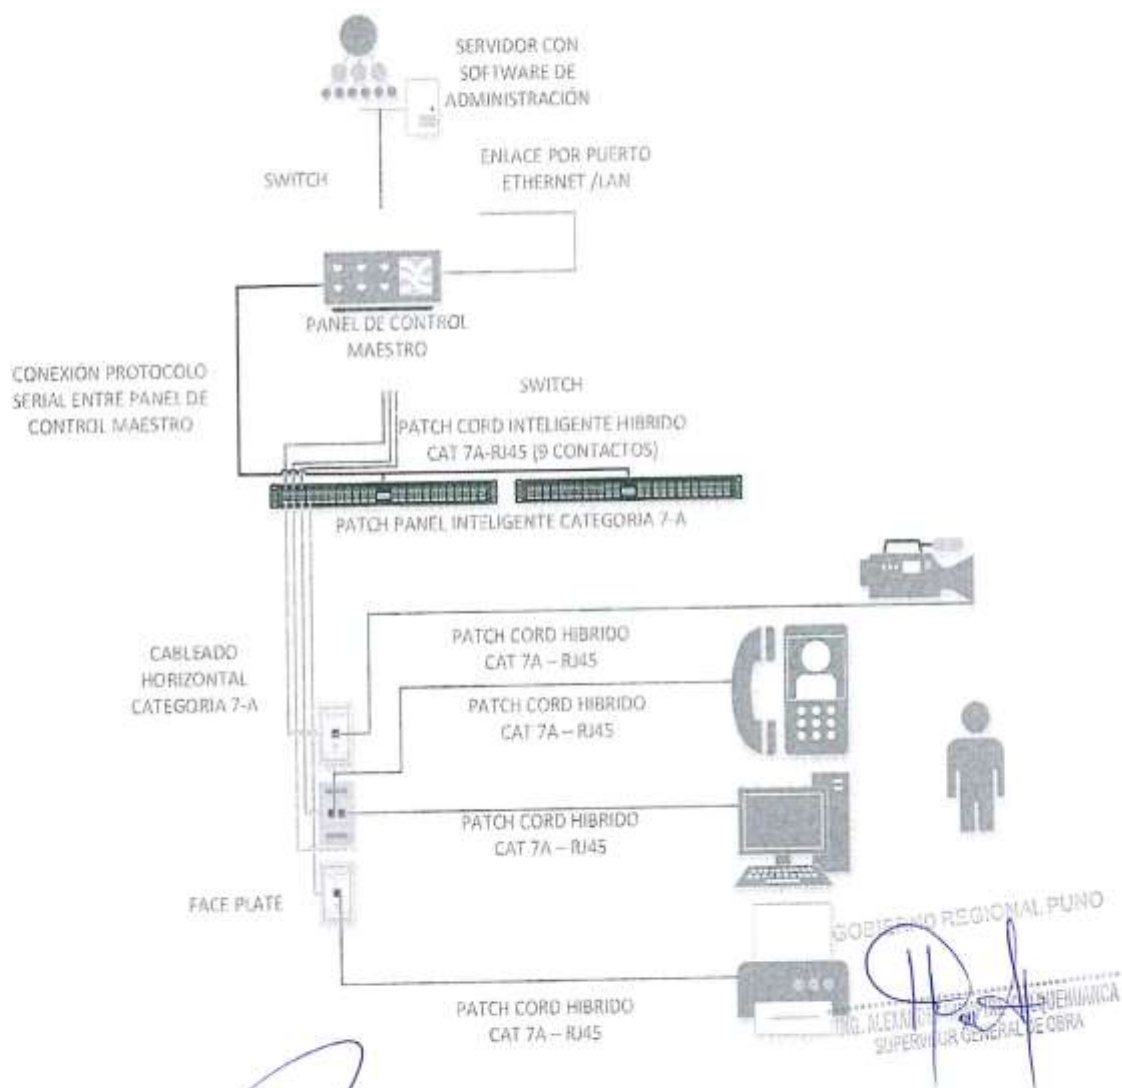 SERVIDOR CON
SOFTWARE DE
ADMINISTRACIÓN
ENLACE POR PUERTO
ETHERNET /LAN
SWITCH
PANEL DE CONTROL
MAESTRO
CONEXIÓN PROTOCOLO
SERIAL ENTRE PANEL DE
CONTROL MAESTRO
SWITCH
PATCH CORD INTELIGENTE HIBRIDO
CAT 7A-RJ45 (9 CONTACTOS)
PATCH PANEL INTELIGENTE CATEGORIA 7-A
PATCH CORD HIBRIDO
CAT 7A – RJ45
CABLEADO
HORIZONTAL
CATEGORIA 7-A
PATCH CORD HIBRIDO
CAT 7A – RJ45
PATCH CORD HIBRIDO
CAT 7A – RJ45
FACE PLATE
GOBIERNO REGIONAL PUNO
PATCH CORD HIBRIDO
CAT 7A – RJ45
ING.
SUPERVISOR GENERAL DE OBRA